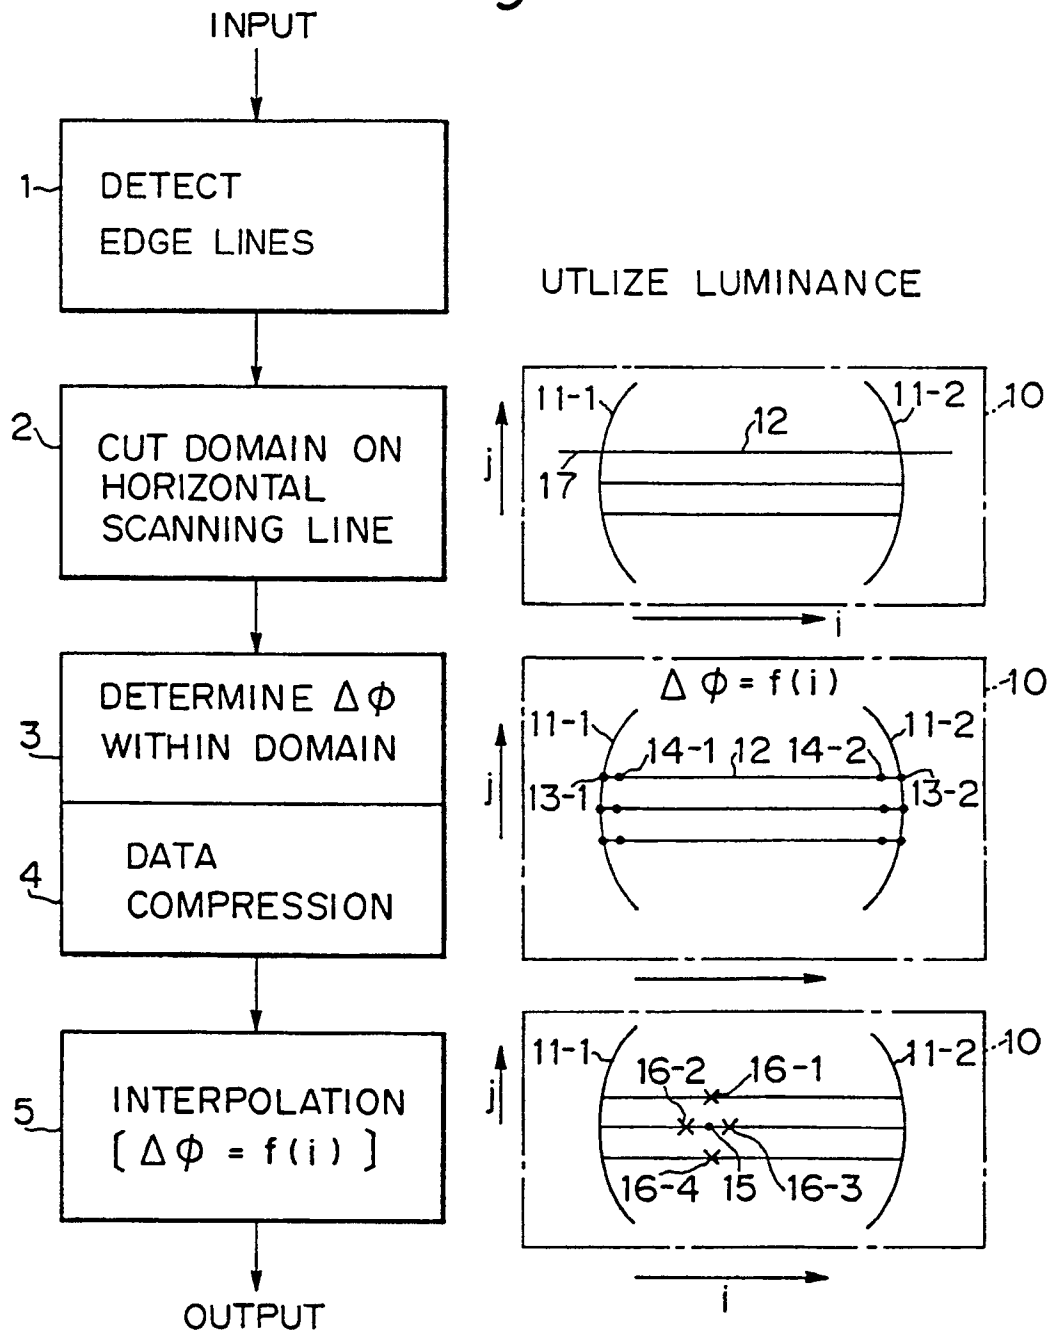 INPUT
1
DETECT
EDGE LINES
UTLIZE LUMINANCE
2
CUT DOMAIN ON
HORIZONTAL
SCANNING LINE
11-1
11-2
10
12
j
17
i
3
DETERMINE Δϕ
WITHIN DOMAIN
4
DATA
COMPRESSION
Δ ϕ = f(i)
10
11-1
11-2
14-1
12
14-2
j
13-1
13-2
5
INTERPOLATION
[ Δϕ = f(i) ]
11-1
11-2
10
16-2
16-1
j
16-4
15
16-3
i
OUTPUT